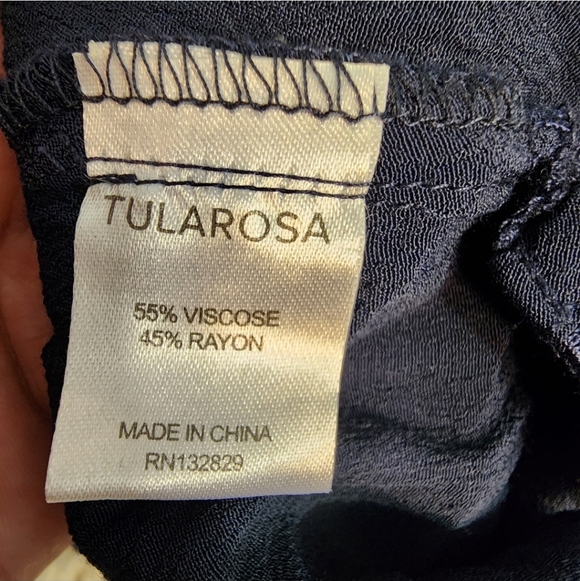 TULAROSA
55% VISCOSE
45% RAYON
MADE IN CHINA
RN132829